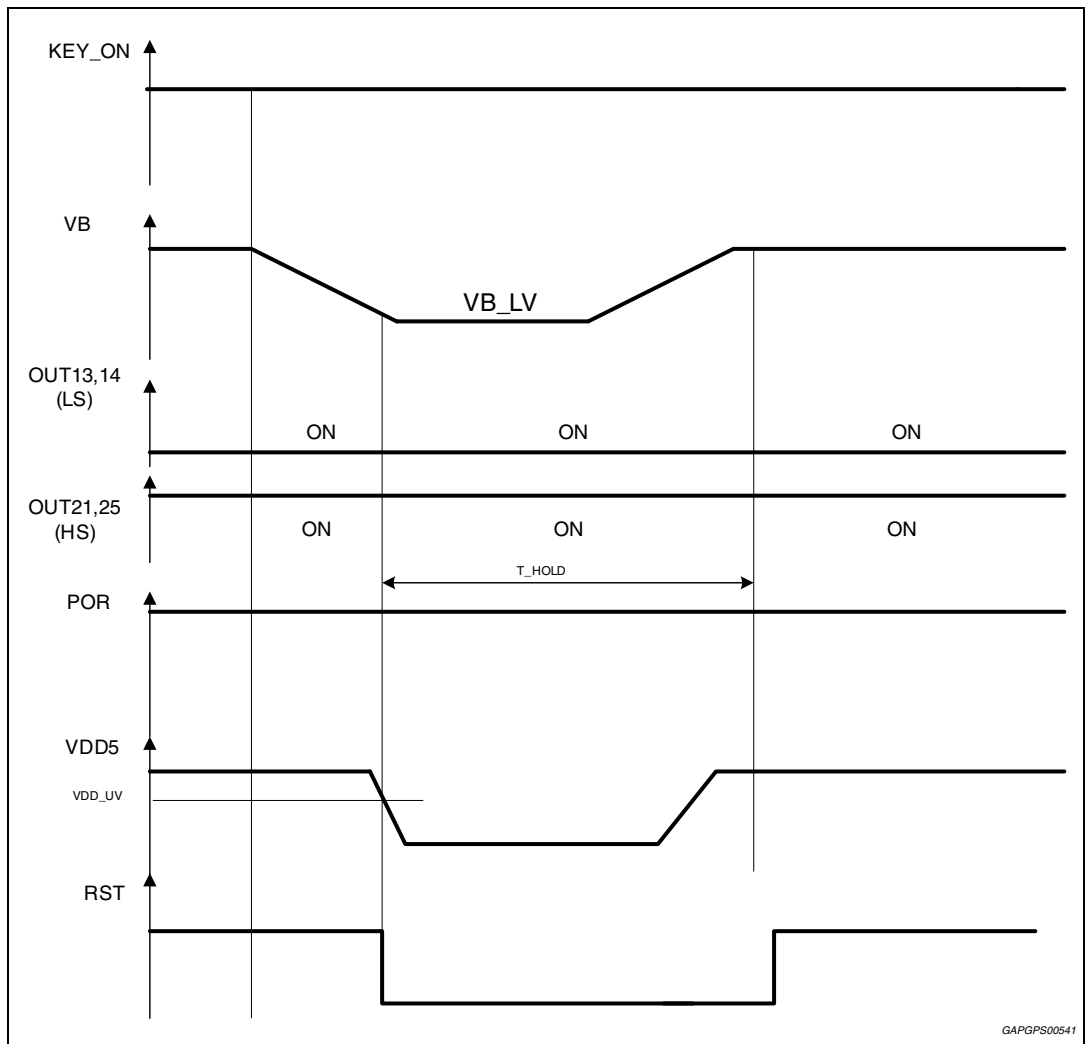 KEY_ON
VB
VB_LV
OUT13,14
(LS)
ON ON ON
OUT21,25
(HS)
ON ON ON
T_HOLD
POR
VDD5
VDD_UV
RST
GAPGPS00541